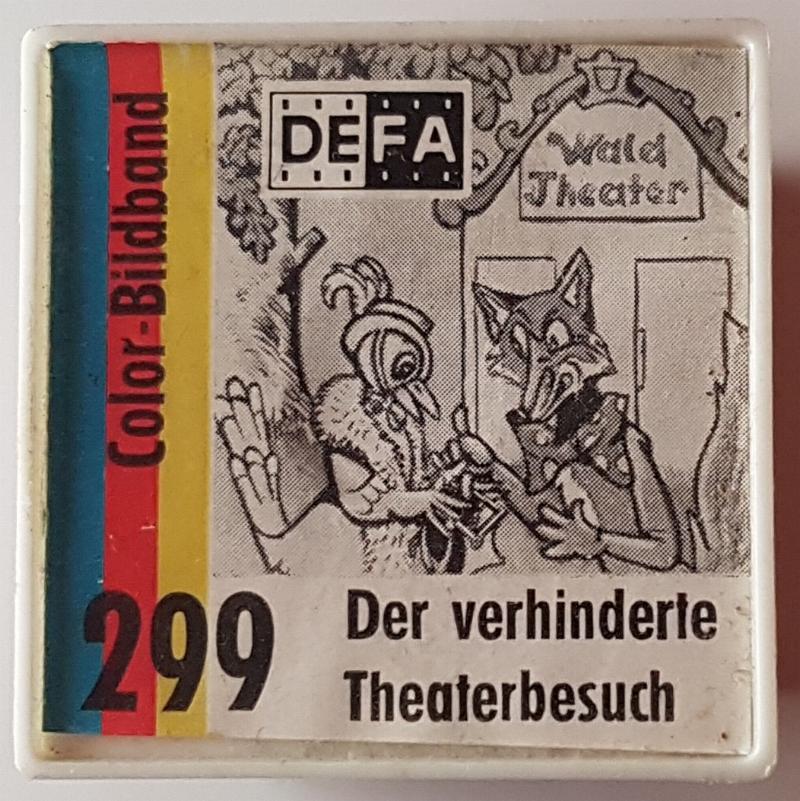 DEFA
Wald
Theater
Color-Bildband
299
Der verhinderte
Theaterbesuch